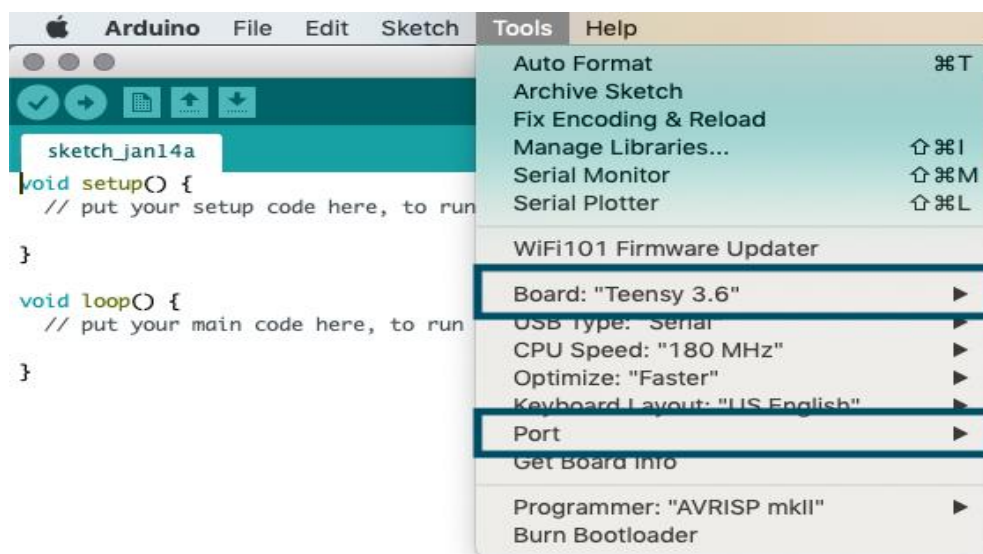 Arduino File Edit Sketch Tools Help
sketch_jan14a
void setup() {
// put your setup code here, to run
}
void loop() {
// put your main code here, to run
}
Auto Format ⌘T
Archive Sketch
Fix Encoding & Reload
Manage Libraries... ⇧⌘I
Serial Monitor ⇧⌘M
Serial Plotter ⇧⌘L
WiFi101 Firmware Updater
Board: "Teensy 3.6"
USB Type: "Serial"
CPU Speed: "180 MHz"
Optimize: "Faster"
Keyboard Layout: "US English"
Port
Get Board Info
Programmer: "AVRISP mkII"
Burn Bootloader